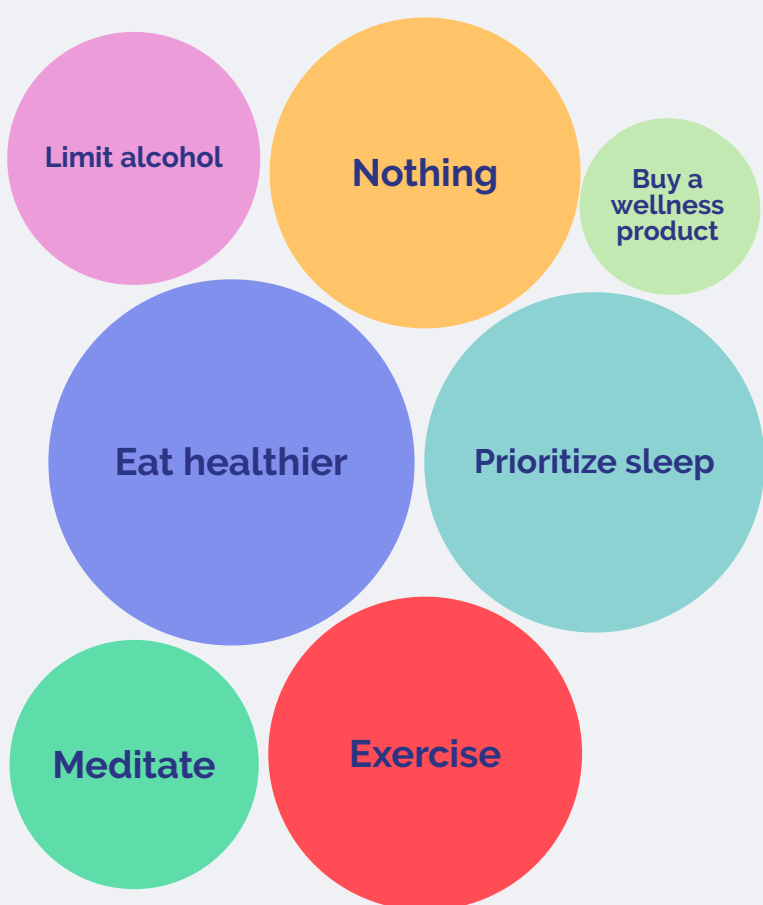 Limit alcohol
Nothing
Buy a
wellness
product
Eat healthier
Prioritize sleep
Meditate
Exercise